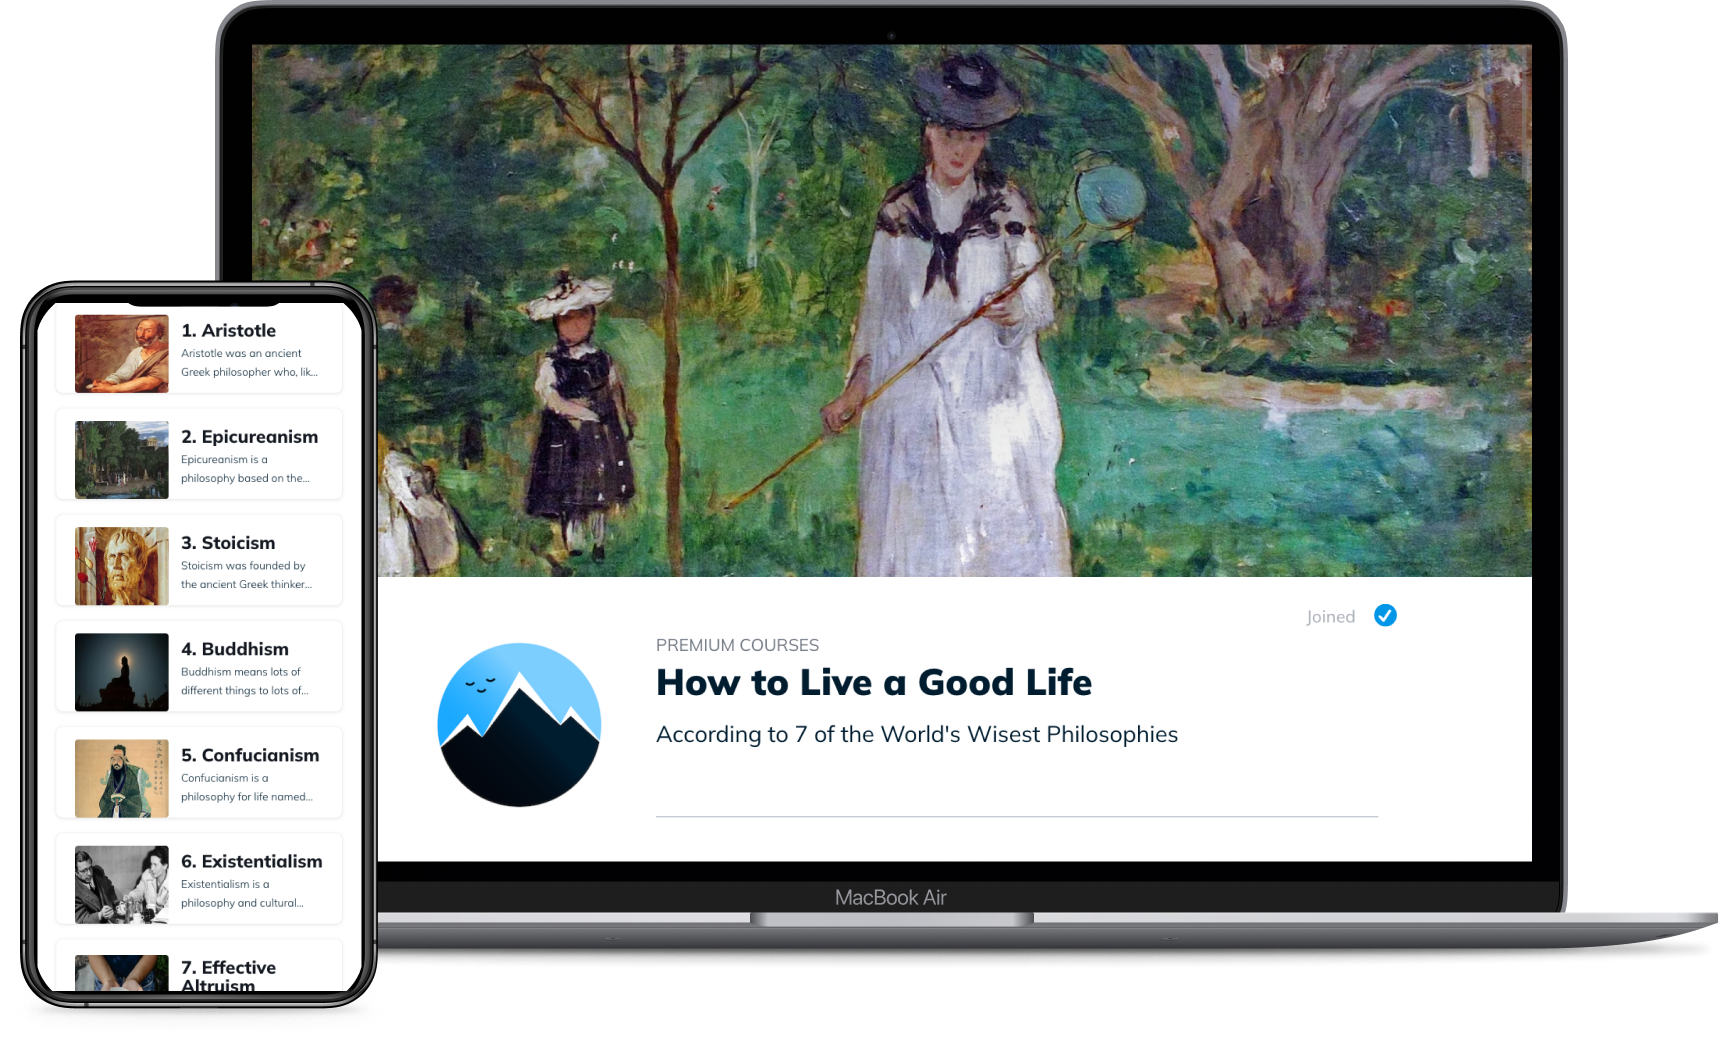 1. Aristotle
Aristotle was an ancient
Greek philosopher who, lik...
2. Epicureanism
Epicureanism is a
philosophy based on the...
3. Stoicism
Stoicism was founded by
the ancient Greek thinker...
4. Buddhism
Buddhism means lots of
different things to lots of...
5. Confucianism
Confucianism is a
philosophy for life named...
6. Existentialism
Existentialism is a
philosophy and cultural...
7. Effective
Altruism
Joined
PREMIUM COURSES
How to Live a Good Life
According to 7 of the World's Wisest Philosophies
MacBook Air